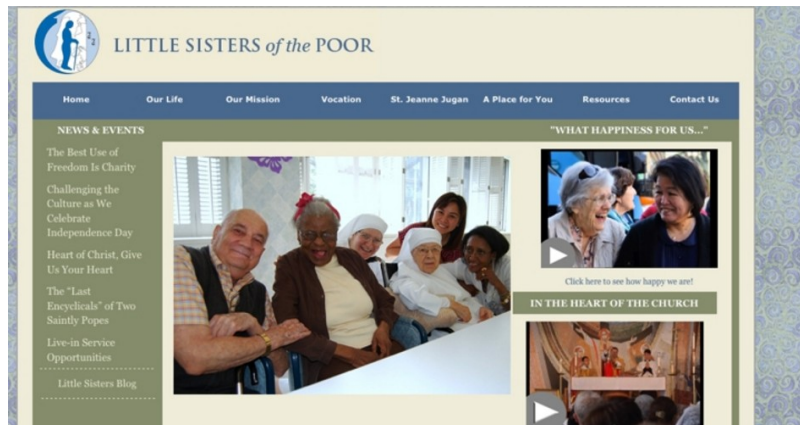 LITTLE SISTERS of the POOR
Home Our Life Our Mission Vocation St. Jeanne Jugan A Place for You Resources Contact Us
NEWS & EVENTS
The Best Use of
Freedom Is Charity
Challenging the
Culture as We
Celebrate
Independence Day
Heart of Christ, Give
Us Your Heart
The "Last
Encyclicals" of Two
Saintly Popes
Live-in Service
Opportunities
Little Sisters Blog
"WHAT HAPPINESS FOR US..."
Click here to see how happy we are!
IN THE HEART OF THE CHURCH